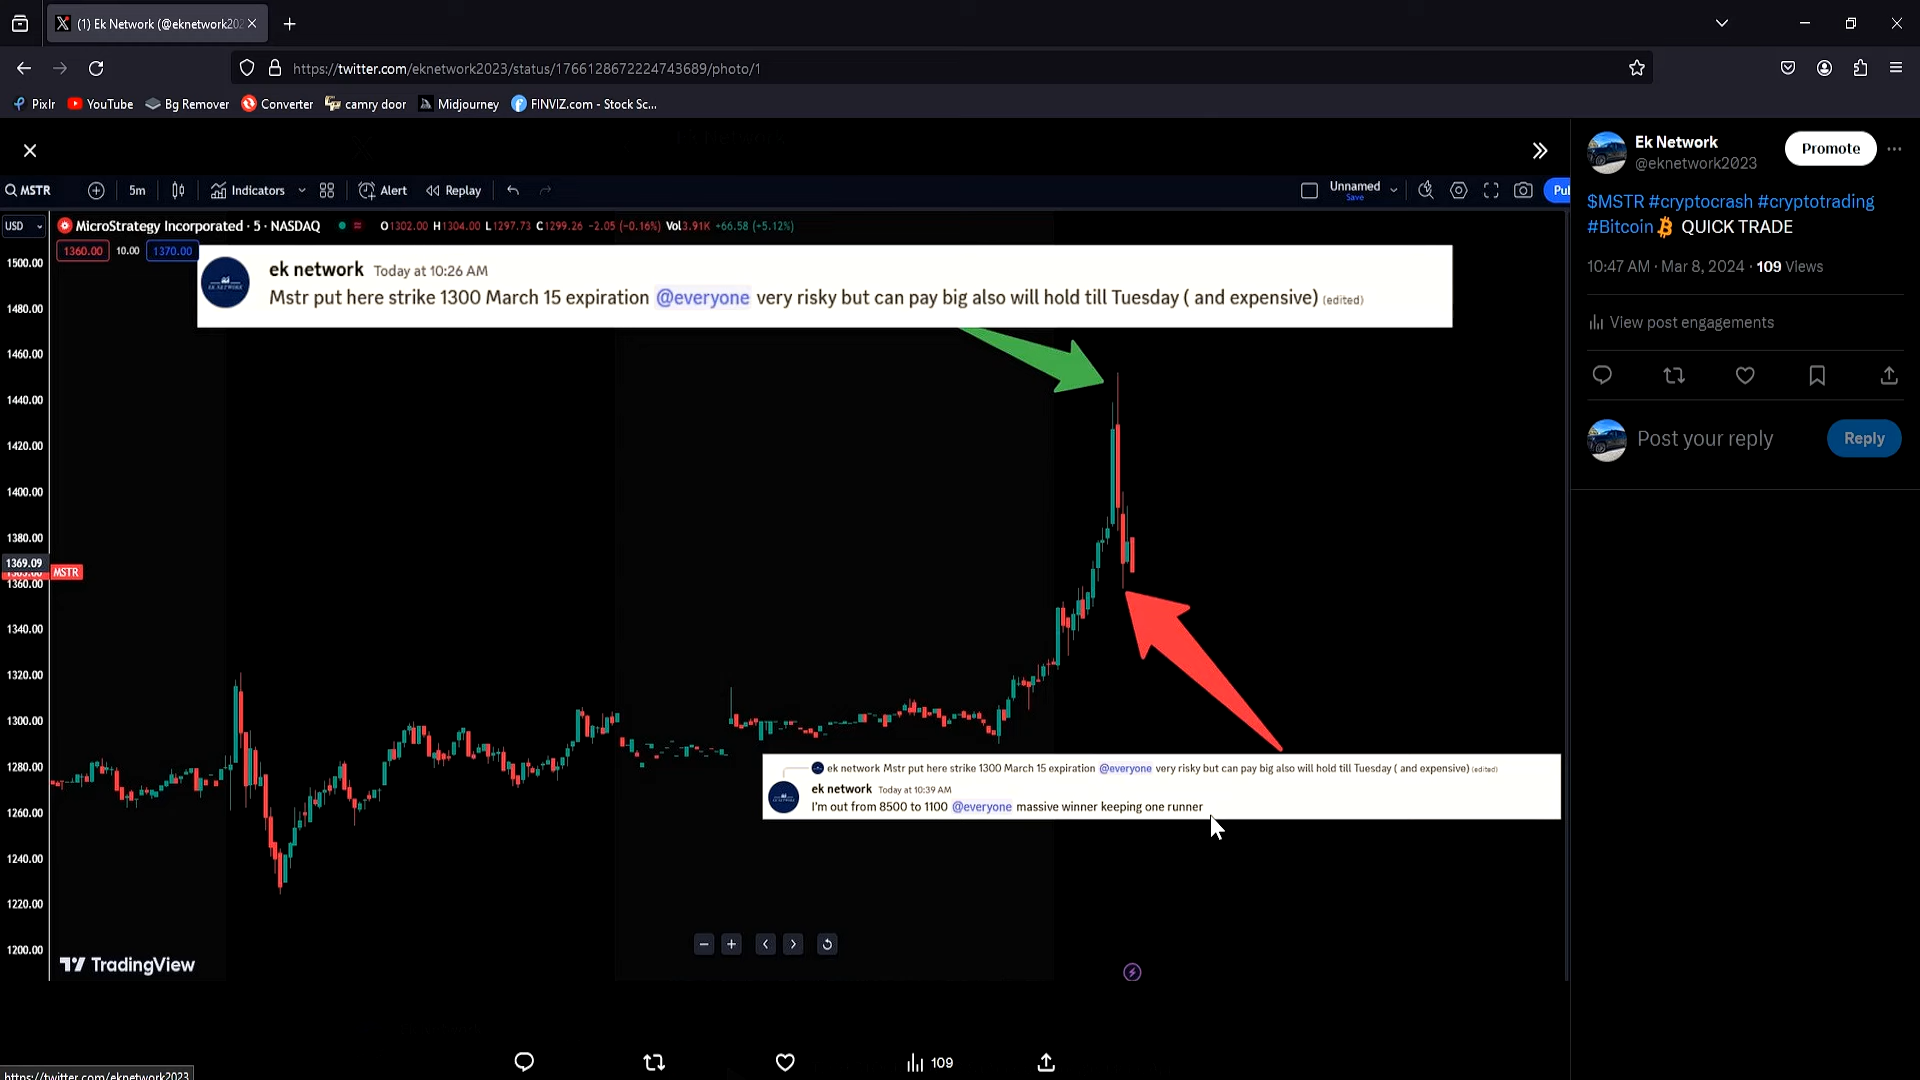 (1) Ek Network (@eknetwork202
https://twitter.com/eknetwork2023/status/1766128672224743689/photo/1
Pixlr
YouTube
Bg Remover
Converter
camry door
Midjourney
FINVIZ.com - Stock Sc...
MSTR
5m
Indicators
Alert
Replay
Unnamed
Save
Pu
USD
MicroStrategy Incorporated · 5 · NASDAQ
O1302.00 H1304.00 L1297.73 C1299.26 -2.05 (-0.16%) Vol3.91K +66.58 (+5.12%)
1360.00
10.00
1370.00
ek network Today at 10:26 AM
Mstr put here strike 1300 March 15 expiration @everyone very risky but can pay big also will hold till Tuesday ( and expensive) (edited)
1500.00
1480.00
1460.00
1440.00
1420.00
1400.00
1380.00
1369.09
MSTR
1360.00
1340.00
1320.00
1300.00
1280.00
1260.00
1240.00
1220.00
1200.00
ek network Mstr put here strike 1300 March 15 expiration @everyone very risky but can pay big also will hold till Tuesday ( and expensive) (edited)
ek network Today at 10:39 AM
I'm out from 8500 to 1100 @everyone massive winner keeping one runner
TradingView
109
https://twitter.com/eknetwork2023
Ek Network
@eknetwork2023
Promote
$MSTR #cryptocrash #cryptotrading
#Bitcoin QUICK TRADE
10:47 AM · Mar 8, 2024 · 109 Views
View post engagements
Post your reply
Reply